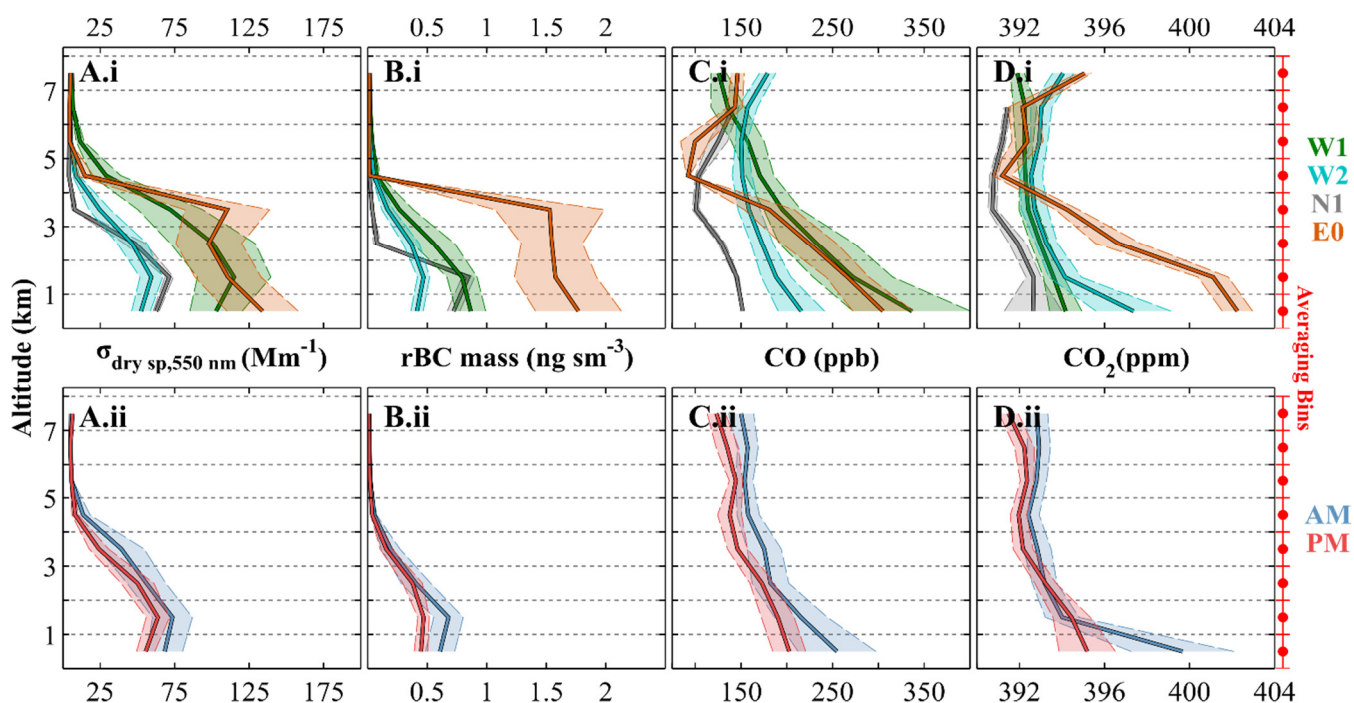 25 75 125 175 0.5 1 1.5 2 150 250 350 392 396 400 404
A.i B.i C.i D.i
7
5
3
1
W1
W2
N1
E0
Altitude (km)
Averaging Bins
σdry sp,550 nm (Mm-1) rBC mass (ng sm-3) CO (ppb) CO2(ppm)
A.ii B.ii C.ii D.ii
7
5
3
1
AM
PM
25 75 125 175 0.5 1 1.5 2 150 250 350 392 396 400 404